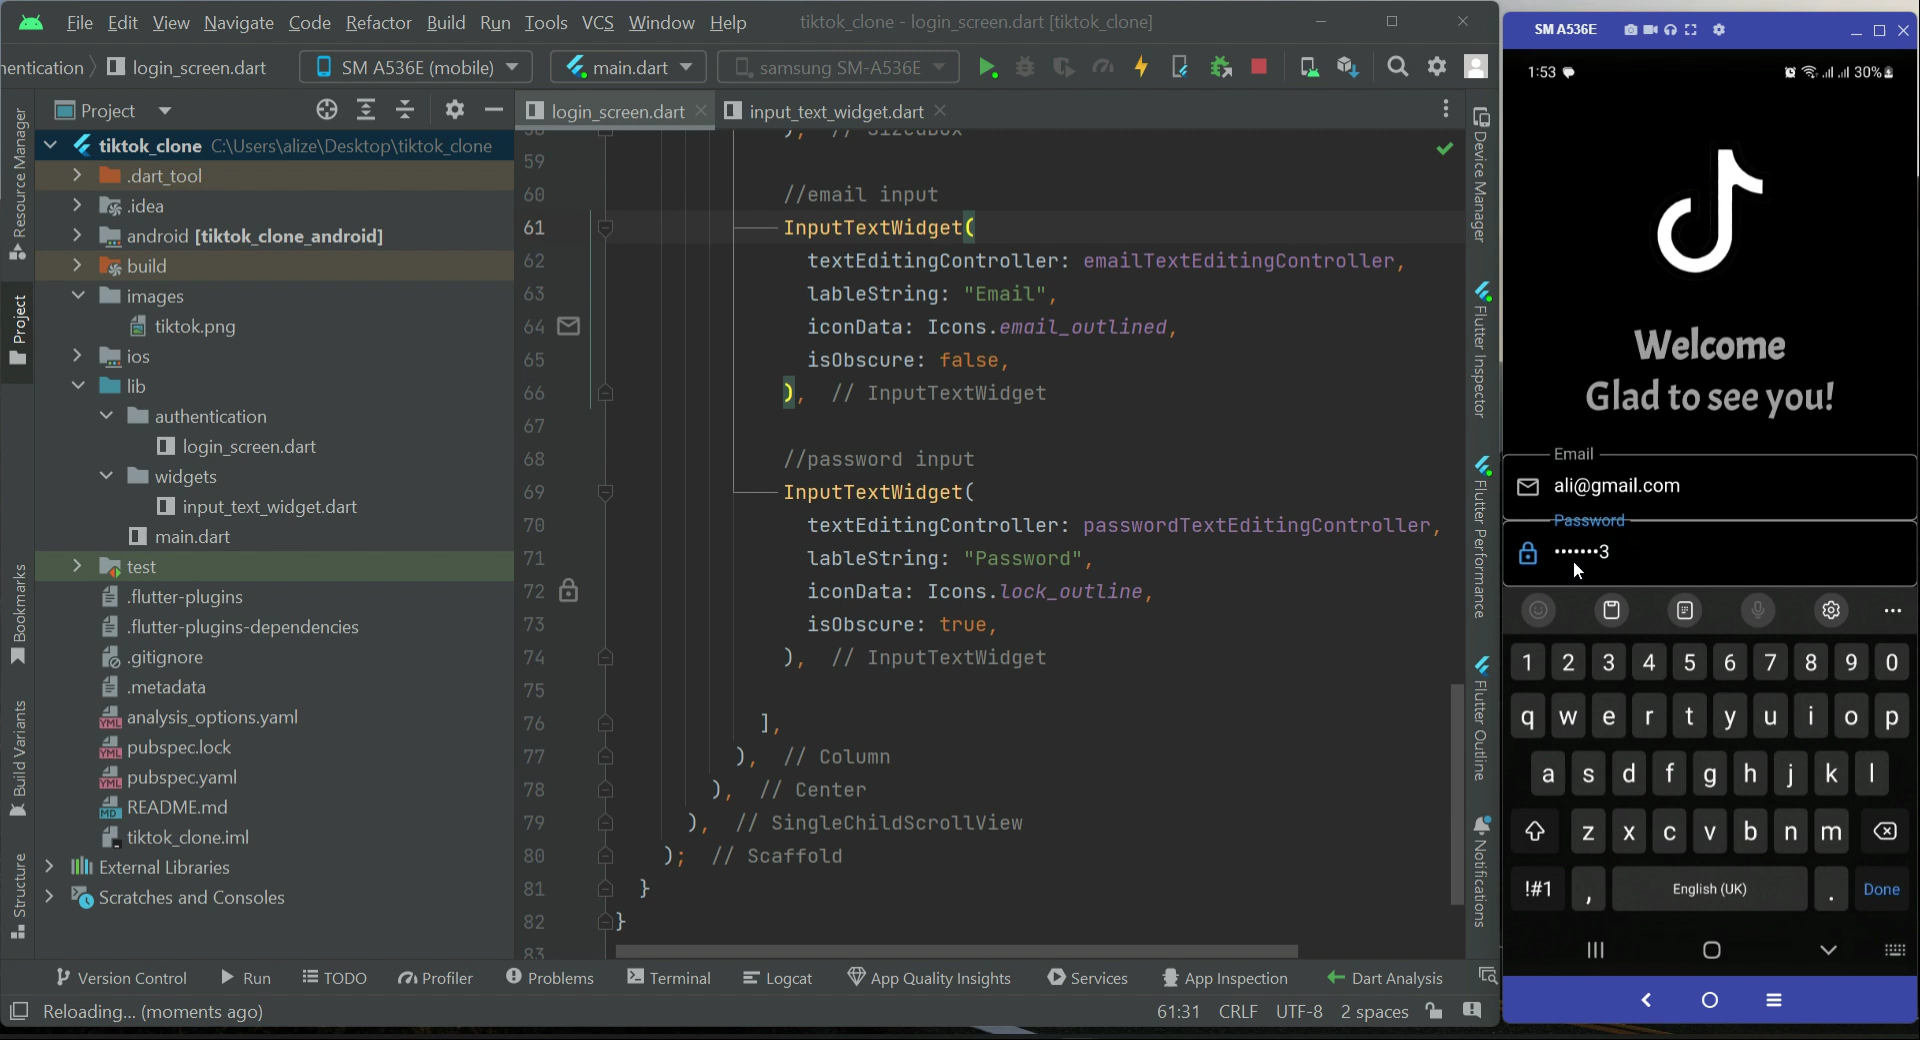 File Edit View Navigate Code Refactor Build Run Tools VCS Window Help tiktok_clone - login_screen.dart [tiktok_clone]
login_screen.dart SM A536E (mobile) main.dart samsung SM-A536E
Project
login_screen.dart input_text_widget.dart
tiktok_clone C:\Users\alize\Desktop\tiktok_clone
.dart_tool
.idea
android [tiktok_clone_android]
build
images
tiktok.png
ios
lib
authentication
login_screen.dart
widgets
input_text_widget.dart
main.dart
test
.flutter-plugins
.flutter-plugins-dependencies
.gitignore
.metadata
analysis_options.yaml
pubspec.lock
pubspec.yaml
README.md
tiktok_clone.iml
External Libraries
Scratches and Consoles
Resource Manager
Project
Bookmarks
Build Variants
Structure
59
60 //email input
61 InputTextWidget(
62 textEditingController: emailTextEditingController,
63 lableString: "Email",
64 iconData: Icons.email_outlined,
65 isObscure: false,
66 ), // InputTextWidget
67
68 //password input
69 InputTextWidget(
70 textEditingController: passwordTextEditingController,
71 lableString: "Password",
72 iconData: Icons.lock_outline,
73 isObscure: true,
74 ), // InputTextWidget
75
76 ],
77 ), // Column
78 ), // Center
79 ), // SingleChildScrollView
80 ); // Scaffold
81 }
82 }
83
Device Manager
Flutter Inspector
Flutter Performance
Flutter Outline
Notifications
Version Control Run TODO Profiler Problems Terminal Logcat App Quality Insights Services App Inspection Dart Analysis
Reloading... (moments ago) 61:31 CRLF UTF-8 2 spaces
SM A536E
1:53 30%
Welcome
Glad to see you!
Email
ali@gmail.com
Password
•••••••3
1 2 3 4 5 6 7 8 9 0
q w e r t y u i o p
a s d f g h j k l
z x c v b n m
!#1 , English (UK) . Done